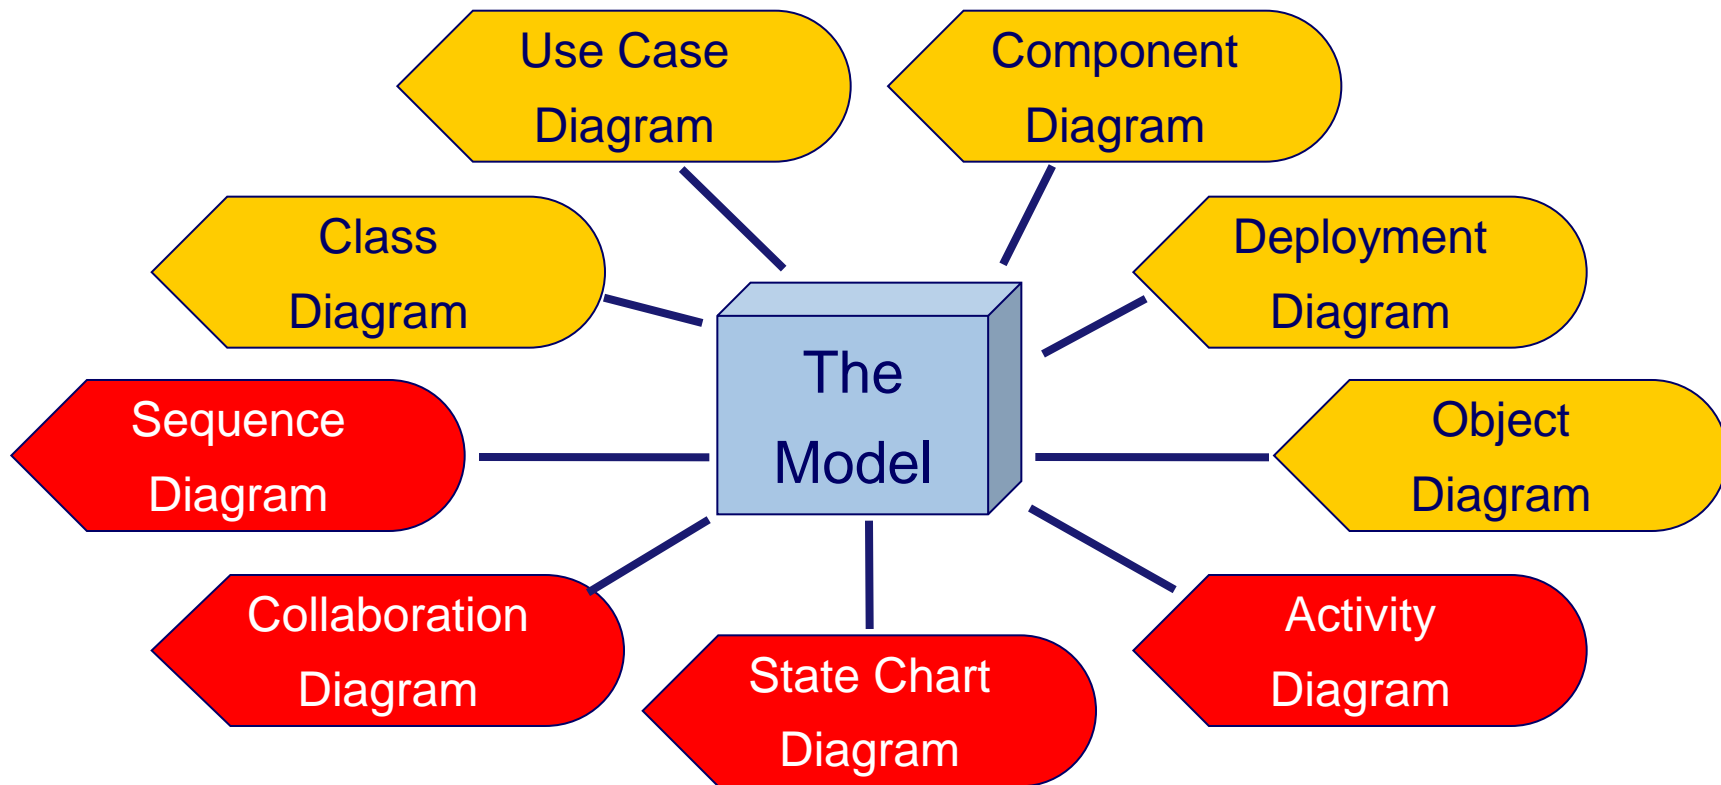 Use Case
Diagram
Component
Diagram
Class
Diagram
Deployment
Diagram
The
Model
Sequence
Diagram
Object
Diagram
Collaboration
Diagram
State Chart
Diagram
Activity
Diagram